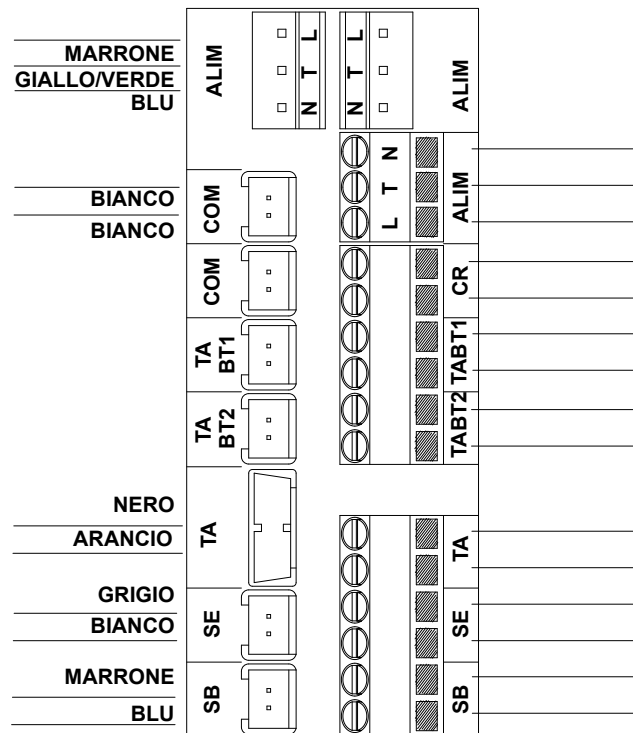 MARRONE
GIALLO/VERDE
BLU
ALIM
L
T
N
L
T
N
ALIM
N
T
L
ALIM
BIANCO
BIANCO
COM
COM
CR
TA
BT1
TABT1
TA
BT2
TABT2
NERO
ARANCIO
TA
TA
GRIGIO
BIANCO
SE
SE
MARRONE
BLU
SB
SB